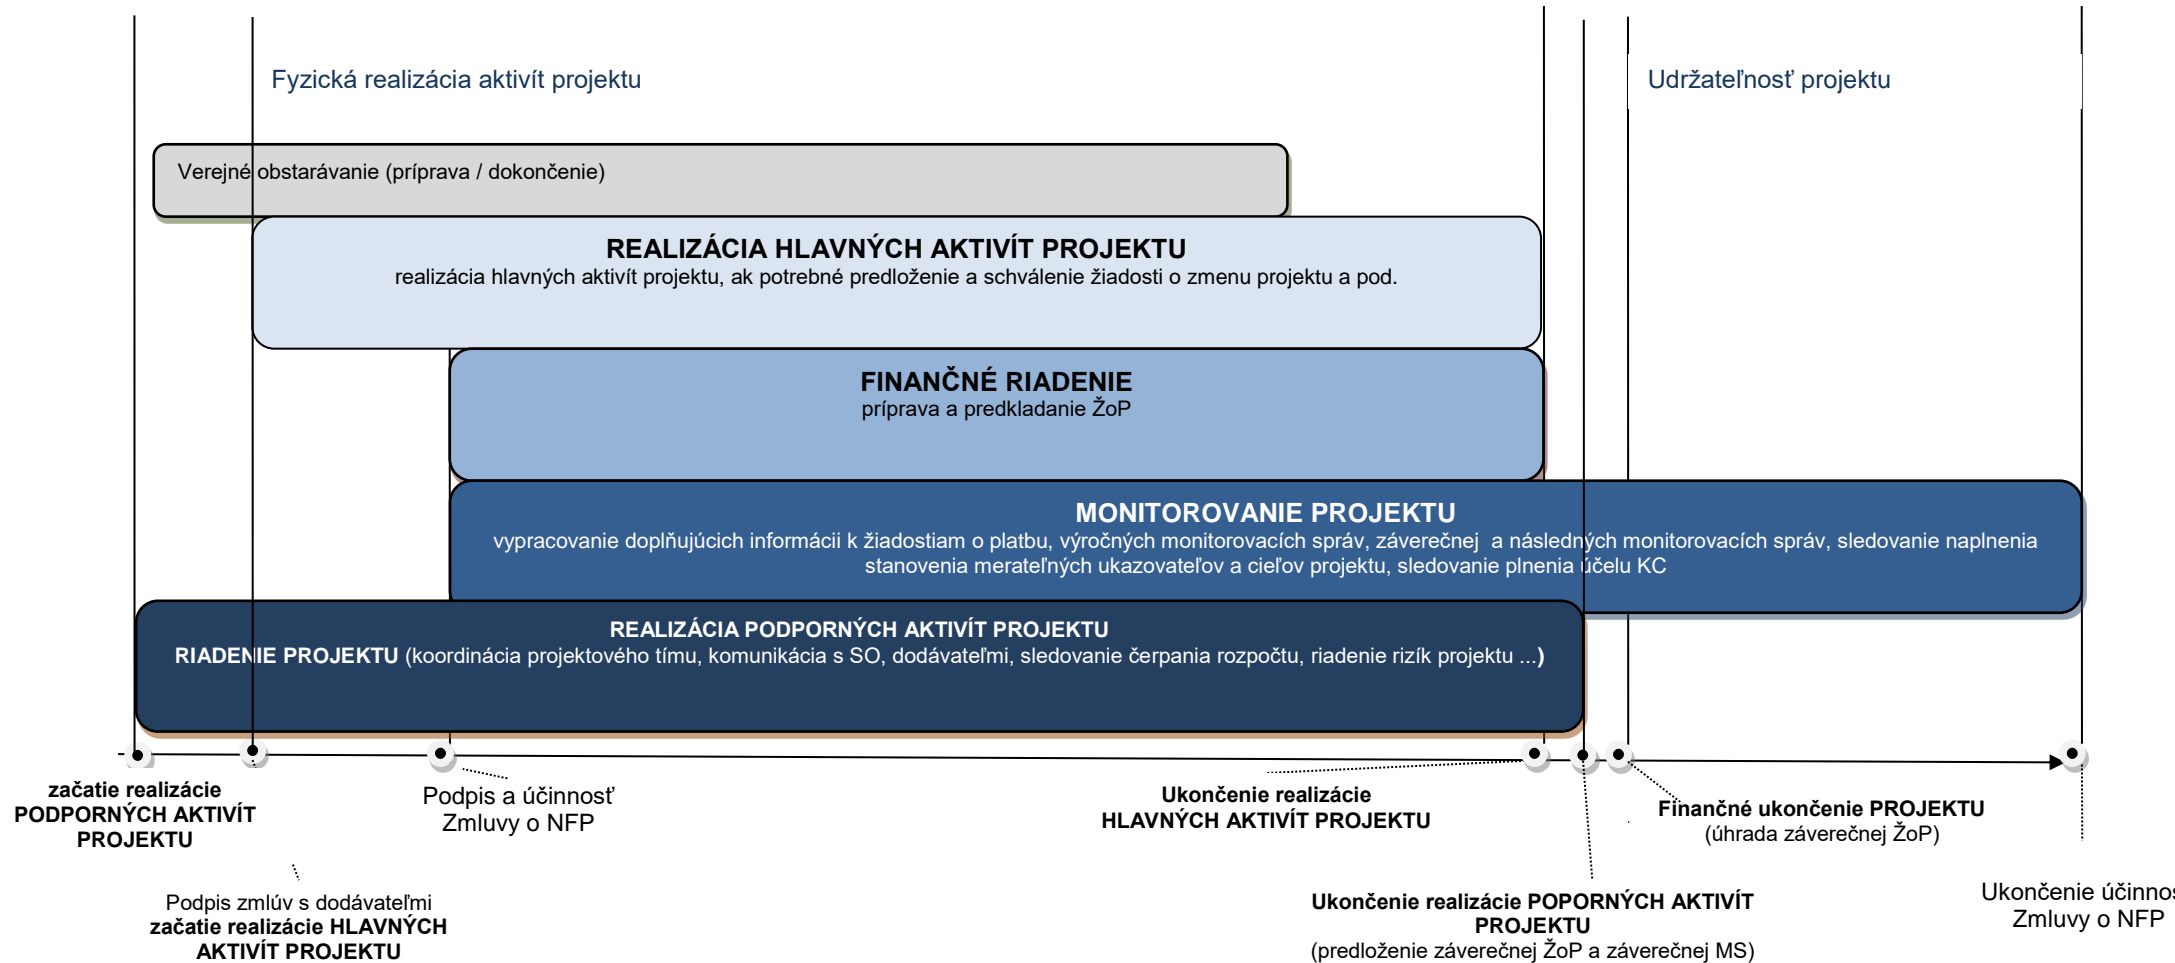 Fyzická realizácia aktivít projektu
Udržateľnosť projektu
Verejné obstarávanie (príprava / dokončenie)
REALIZÁCIA HLAVNÝCH AKTIVÍT PROJEKTU
realizácia hlavných aktivít projektu, ak potrebné predloženie a schválenie žiadosti o zmenu projektu a pod.
FINANČNÉ RIADENIE
príprava a predkladanie ŽoP
MONITOROVANIE PROJEKTU
vypracovanie doplňujúcich informácii k žiadostiam o platbu, výročných monitorovacích správ, záverečnej a následných monitorovacích správ, sledovanie naplnenia
stanovenia merateľných ukazovateľov a cieľov projektu, sledovanie plnenia účelu KC
REALIZÁCIA PODPORNÝCH AKTIVÍT PROJEKTU
RIADENIE PROJEKTU (koordinácia projektového tímu, komunikácia s SO, dodávateľmi, sledovanie čerpania rozpočtu, riadenie rizík projektu ...)
začatie realizácie
PODPORNÝCH AKTIVÍT
PROJEKTU
Podpis a účinnosť
Zmluvy o NFP
Ukončenie realizácie
HLAVNÝCH AKTIVÍT PROJEKTU
Finančné ukončenie PROJEKTU
(úhrada záverečnej ŽoP)
Podpis zmlúv s dodávateľmi
začatie realizácie HLAVNÝCH
AKTIVÍT PROJEKTU
Ukončenie realizácie POPORNÝCH AKTIVÍT
PROJEKTU
(predloženie záverečnej ŽoP a záverečnej MS)
Ukončenie účinnos
Zmluvy o NFP